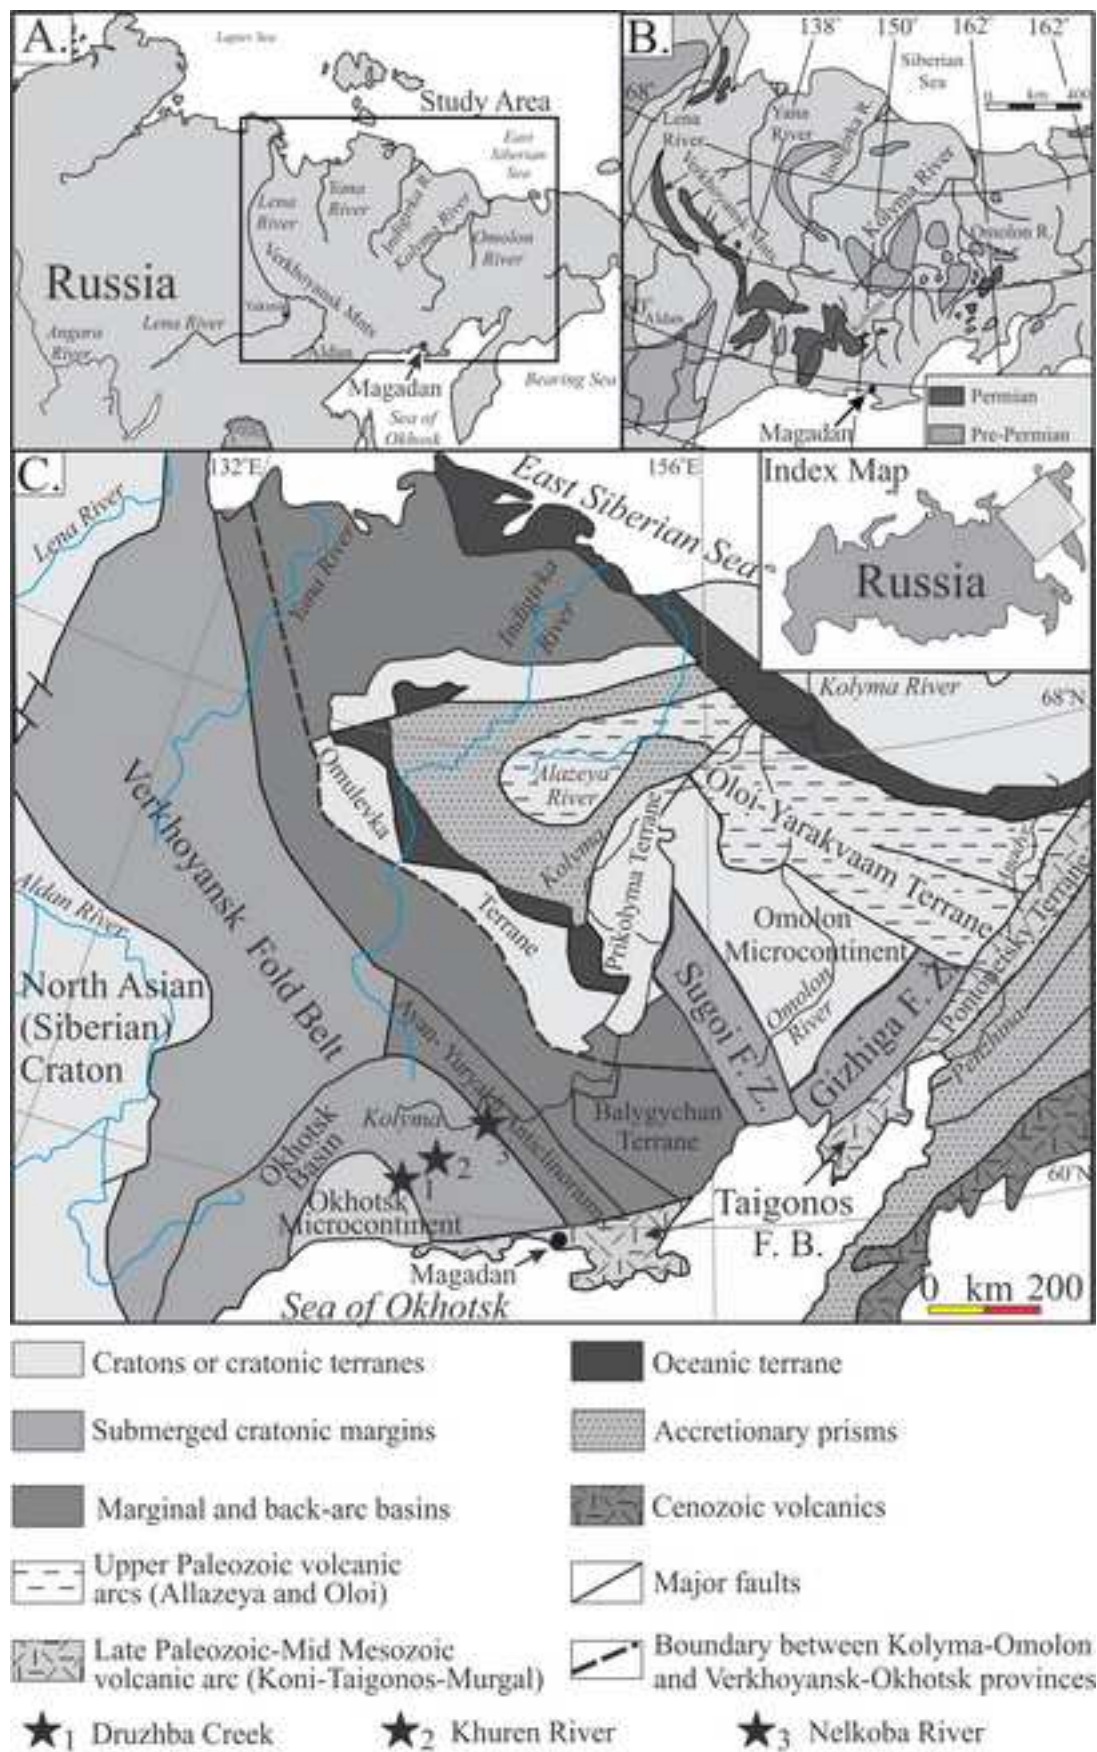 A.
Laptev Sea
Study Area
East
Siberian
Sea
Lena
River
Yana
River
Indigirka R.
Kolyma River
Omolon
River
Verkhoyansk Mnts
Russia
Lena River
Angara
River
Aldan
Magadan
Bearing Sea
Sea of
Okhosk
B.
138°
150°
162°
162°
Siberian
Sea
0 km 400
68°
Lena
River
Yana
River
Indigirka R.
Kolyma River
Verkhoyansk Mnts.
Omolon R.
Aldan
Magadan
Permian
Pre-Permian
C.
132°E
156°E
East Siberian Sea
Index Map
Russia
Lena River
Yana River
Indigirka
River
Kolyma River
68°N
Omulevka
Terrane
Alazeya
River
Kolyma
Prikolyma Terrane
Oloi-Yarakvaam Terrane
Verkhoyansk Fold Belt
Aldan River
North Asian
(Siberian)
Craton
Omolon
Microcontinent
Omolon
River
Sugoi F. Z.
Gizhiga F. Z.
Penzhina
Ayan-Yuryakh Anticlinorium
Balygychan
Terrane
Kolyma
Okhotsk
Basin
1
2
3
Okhotsk
Microcontinent
Magadan
Sea of Okhotsk
Taigonos
F. B.
60°N
0 km 200
Cratons or cratonic terranes
Oceanic terrane
Submerged cratonic margins
Accretionary prisms
Marginal and back-arc basins
Cenozoic volcanics
Upper Paleozoic volcanic
arcs (Allazeya and Oloi)
Major faults
Late Paleozoic-Mid Mesozoic
volcanic arc (Koni-Taigonos-Murgal)
Boundary between Kolyma-Omolon
and Verkhoyansk-Okhotsk provinces
1 Druzhba Creek
2 Khuren River
3 Nelkoba River